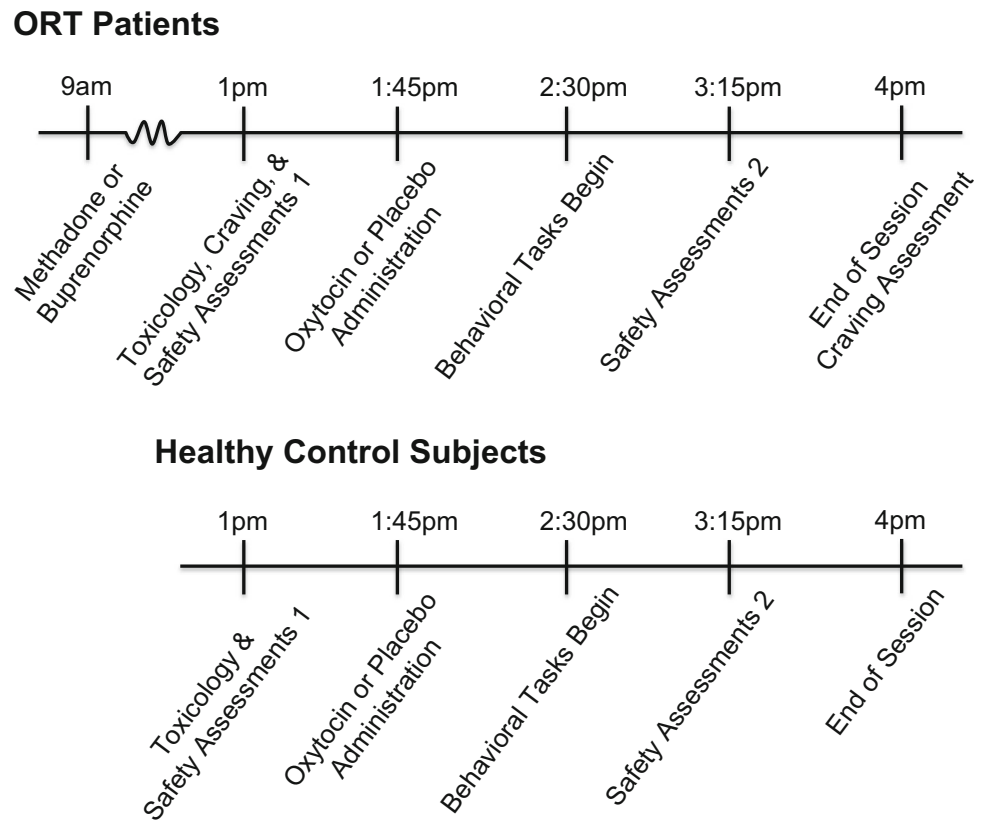 ORT Patients
9am
1pm
1:45pm
2:30pm
3:15pm
4pm
Methadone or
Buprenorphine
Toxicology, Craving, &
Safety Assessments 1
Oxytocin or Placebo
Administration
Behavioral Tasks Begin
Safety Assessments 2
End of Session
Craving Assessment
Healthy Control Subjects
1pm
1:45pm
2:30pm
3:15pm
4pm
Toxicology &
Safety Assessments 1
Oxytocin or Placebo
Administration
Behavioral Tasks Begin
Safety Assessments 2
End of Session